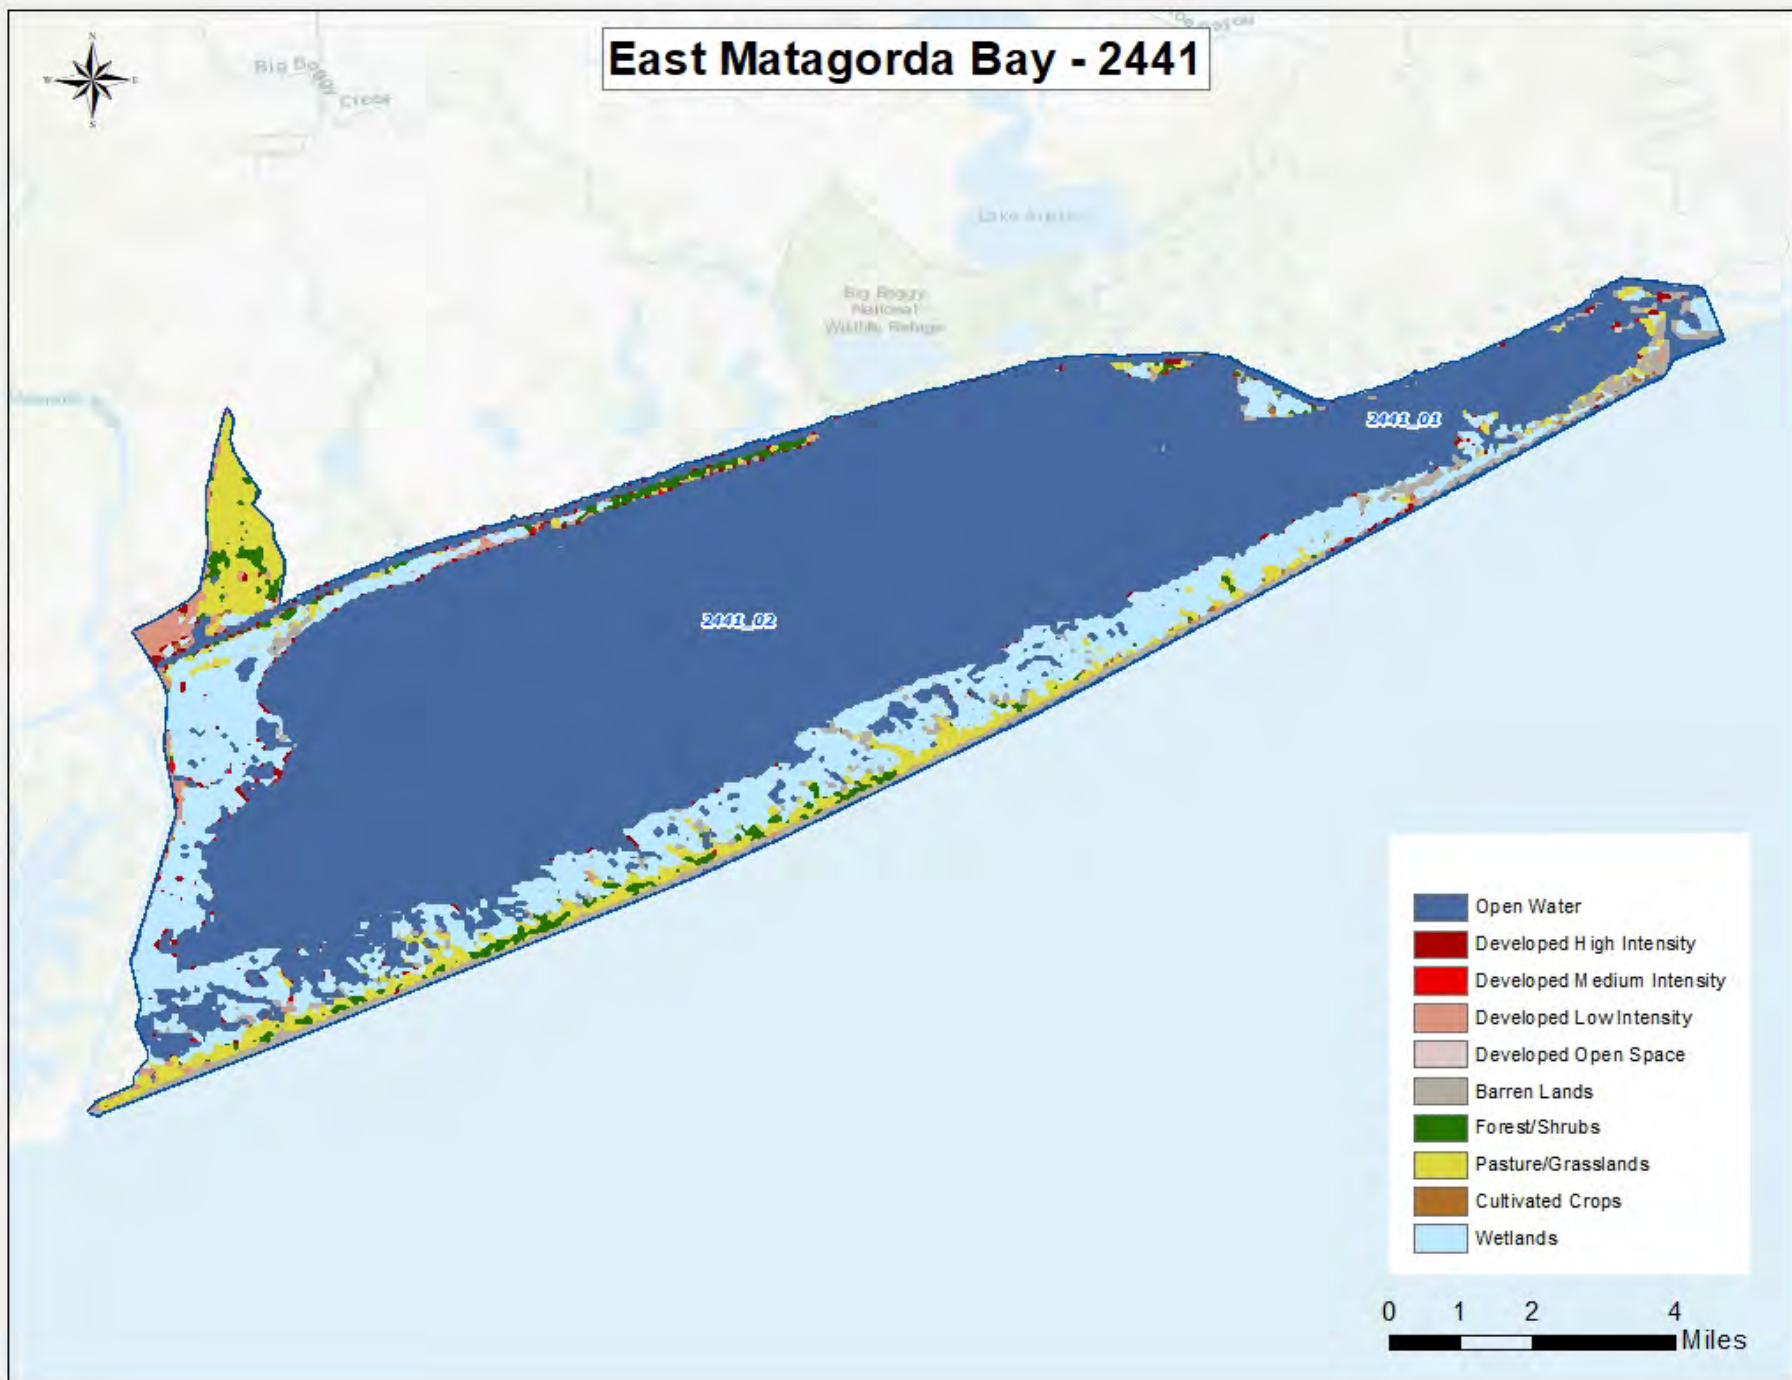 East Matagorda Bay - 2441
N
W
E
S
Big Boggy
Creek
Big Boggy
National
Wildlife Refuge
2441_01
2441_02
Open Water
Developed High Intensity
Developed Medium Intensity
Developed Low Intensity
Developed Open Space
Barren Lands
Forest/Shrubs
Pasture/Grasslands
Cultivated Crops
Wetlands
0 1 2 4
Miles